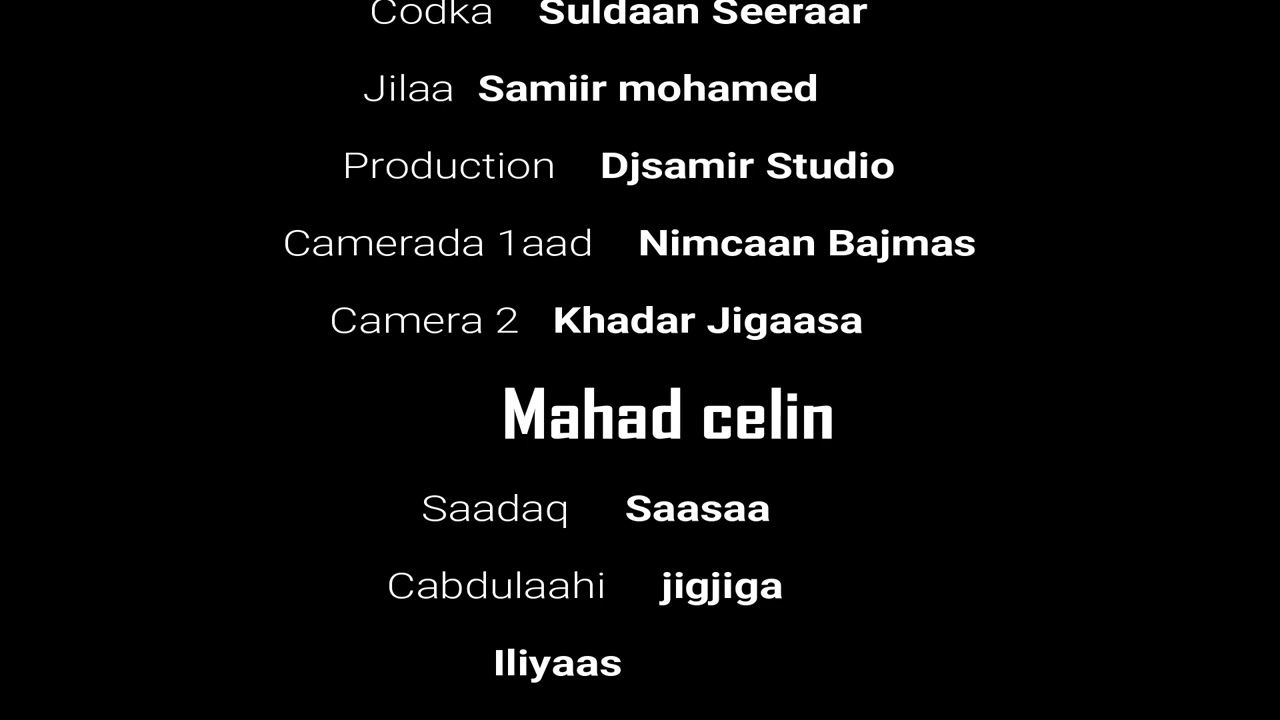 Codka Suldaan Seeraar
Jilaa Samiir mohamed
Production Djsamir Studio
Camerada 1aad Nimcaan Bajmas
Camera 2 Khadar Jigaasa
Mahad celin
Saadaq Saasaa
Cabdulaahi jigjiga
Iliyaas